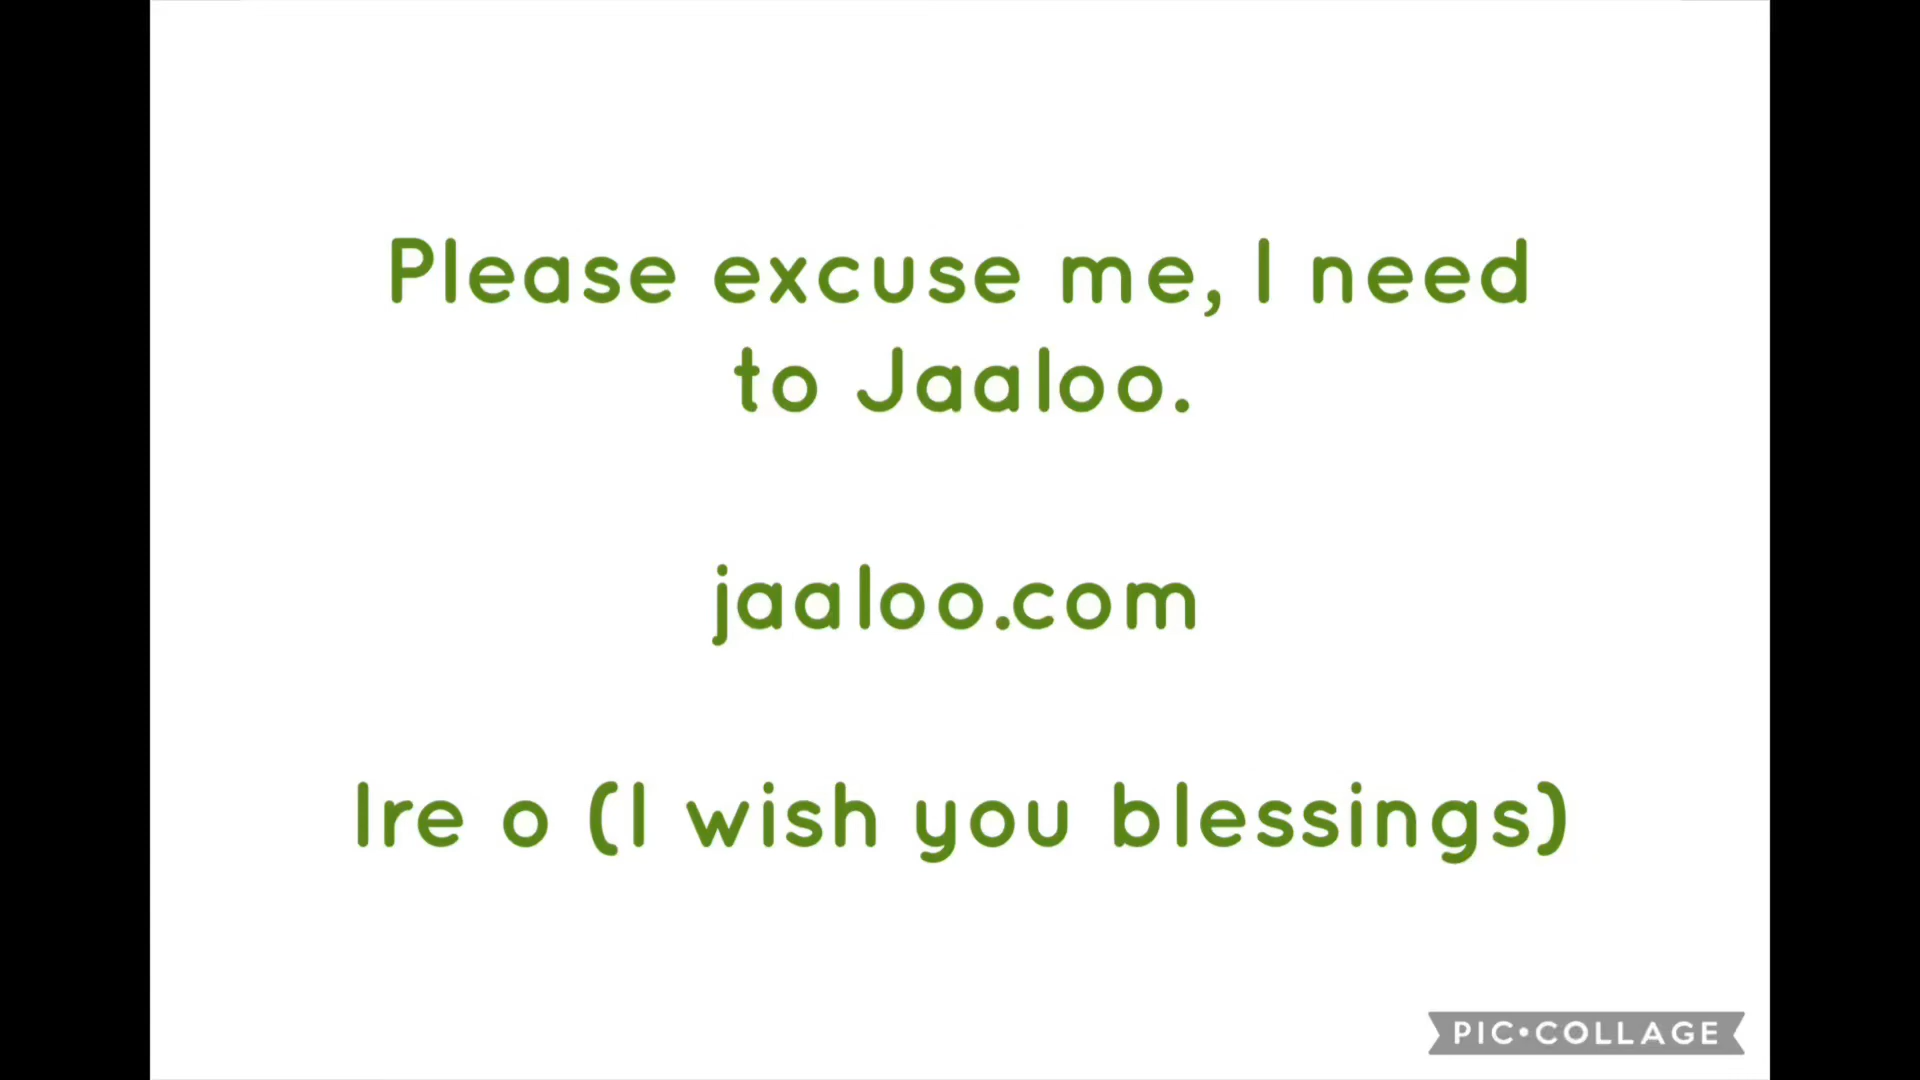 Please excuse me, I need
to Jaaloo.
jaaloo.com
Ire o (I wish you blessings)
PIC•COLLAGE